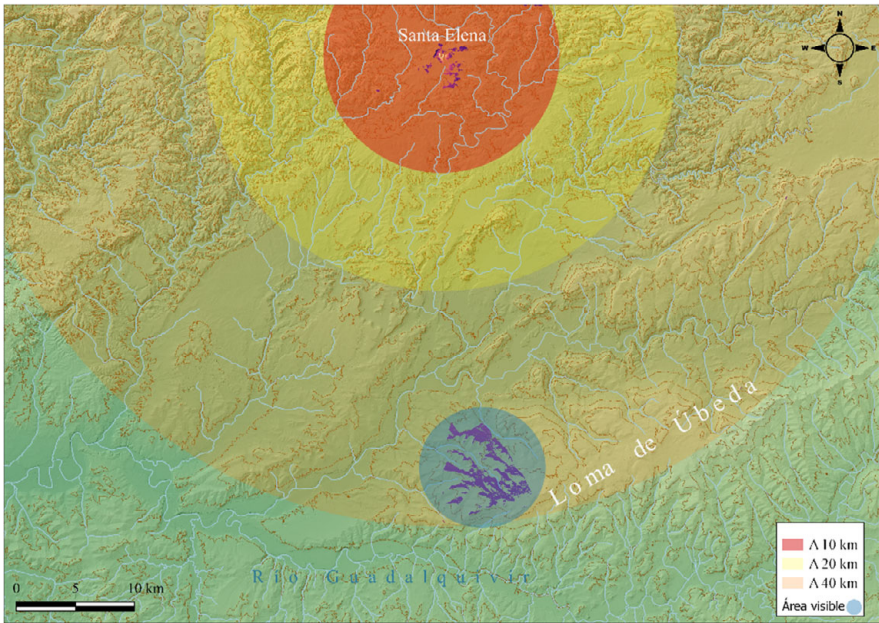 Santa Elena
N
W
E
S
Loma de Úbeda
Río Guadalquivir
0 5 10 km
Λ 10 km
Λ 20 km
Λ 40 km
Área visible